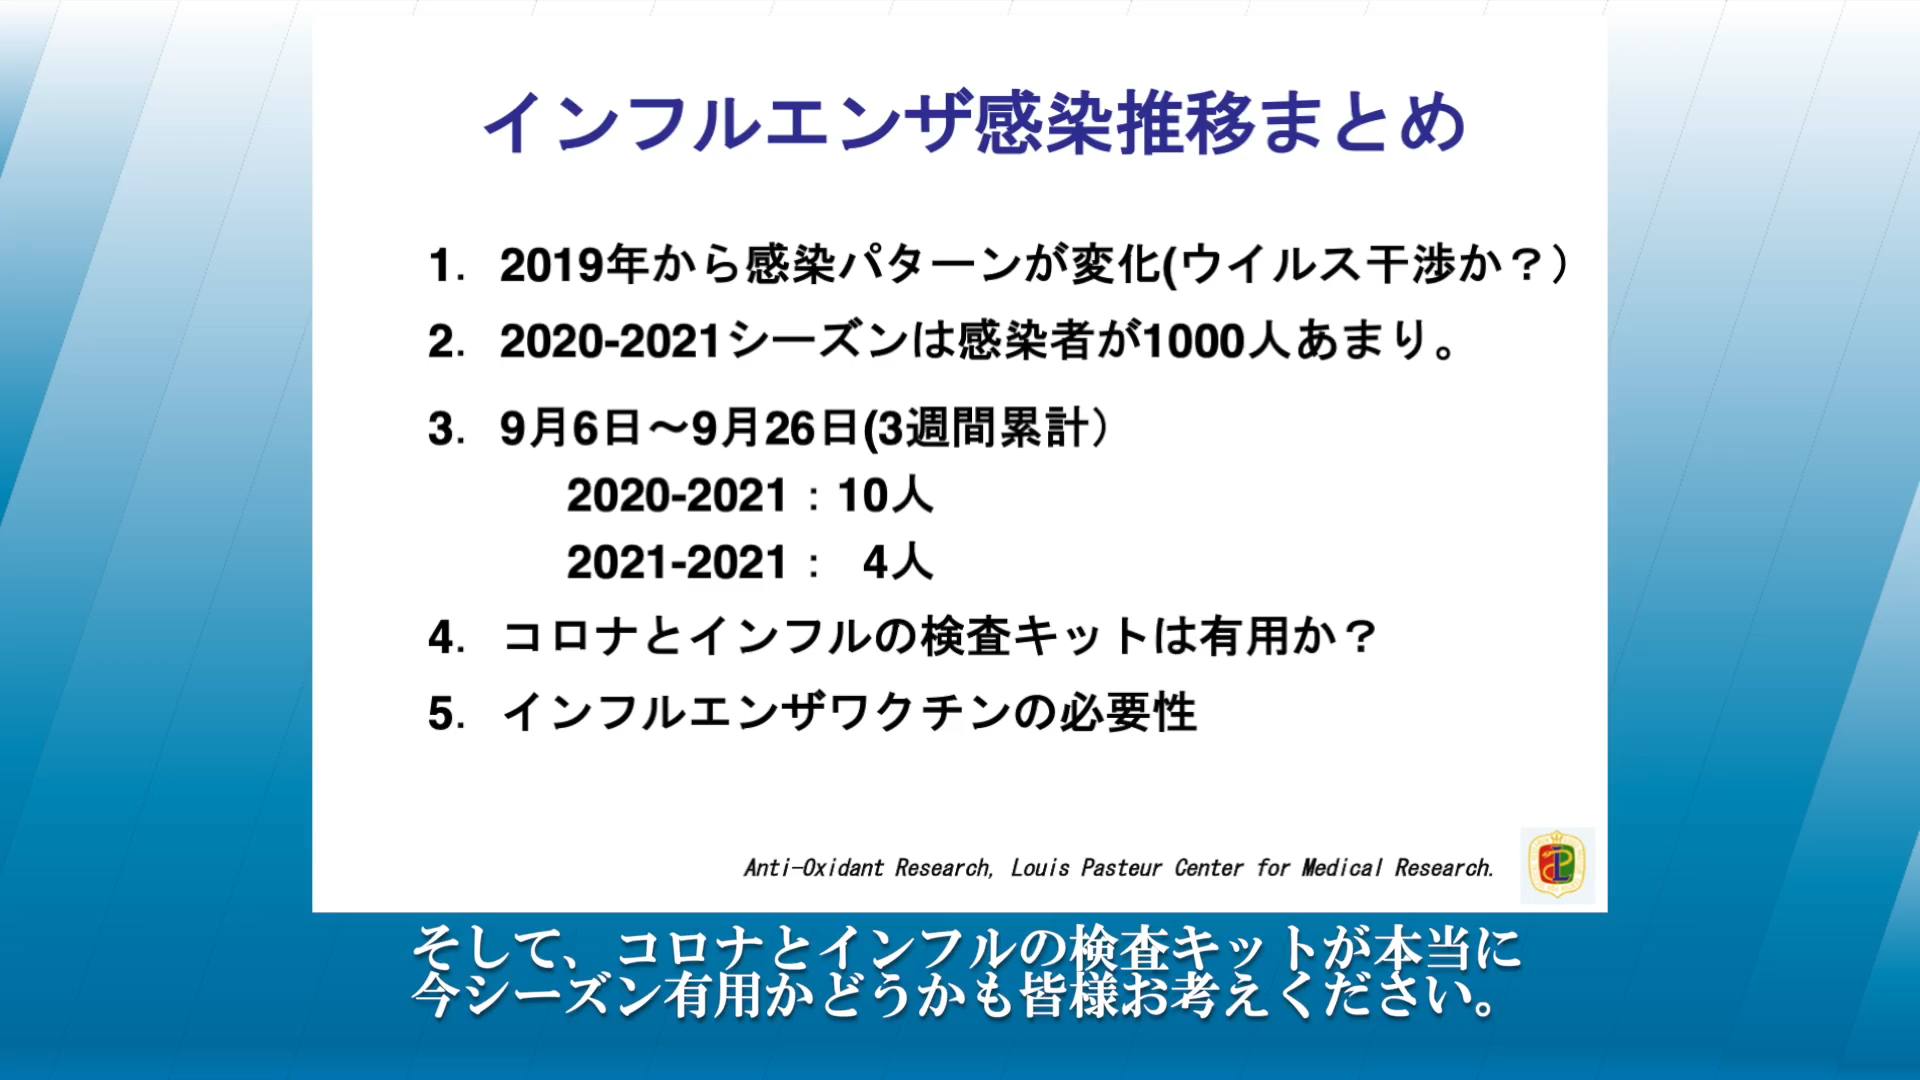 インフルエンザ感染推移まとめ
1. 2019年から感染パターンが変化(ウイルス干渉か？）
2. 2020-2021シーズンは感染者が1000人あまり。
3. 9月6日～9月26日(3週間累計）
2020-2021：10人
2021-2021： 4人
4. コロナとインフルの検査キットは有用か？
5. インフルエンザワクチンの必要性
Anti-Oxidant Research, Louis Pasteur Center for Medical Research.
そして、コロナとインフルの検査キットが本当に
今シーズン有用かどうかも皆様お考えください。